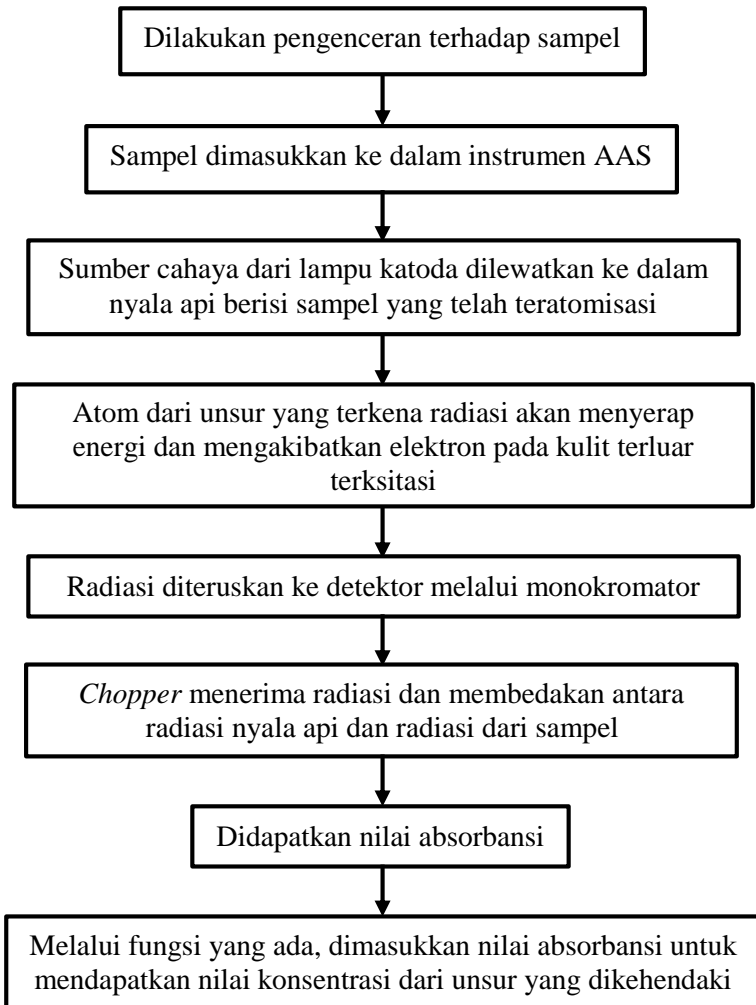 Dilakukan pengenceran terhadap sampel
Sampel dimasukkan ke dalam instrumen AAS
Sumber cahaya dari lampu katoda dilewatkan ke dalam
nyala api berisi sampel yang telah teratomisasi
Atom dari unsur yang terkena radiasi akan menyerap
energi dan mengakibatkan elektron pada kulit terluar
terksitasi
Radiasi diteruskan ke detektor melalui monokromator
Chopper menerima radiasi dan membedakan antara
radiasi nyala api dan radiasi dari sampel
Didapatkan nilai absorbansi
Melalui fungsi yang ada, dimasukkan nilai absorbansi untuk
mendapatkan nilai konsentrasi dari unsur yang dikehendaki